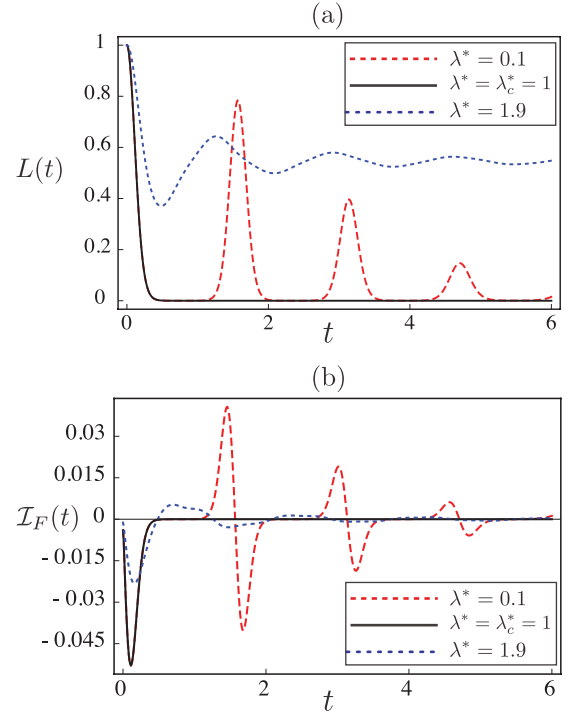 (a)
λ* = 0.1
λ* = λ*c = 1
λ* = 1.9
1
0.8
0.6
0.4
0.2
0
L(t)
0 2 4 6
t
(b)
0.03
0.015
0
- 0.015
- 0.03
- 0.045
I_F(t)
λ* = 0.1
λ* = λ*c = 1
λ* = 1.9
0 2 4 6
t